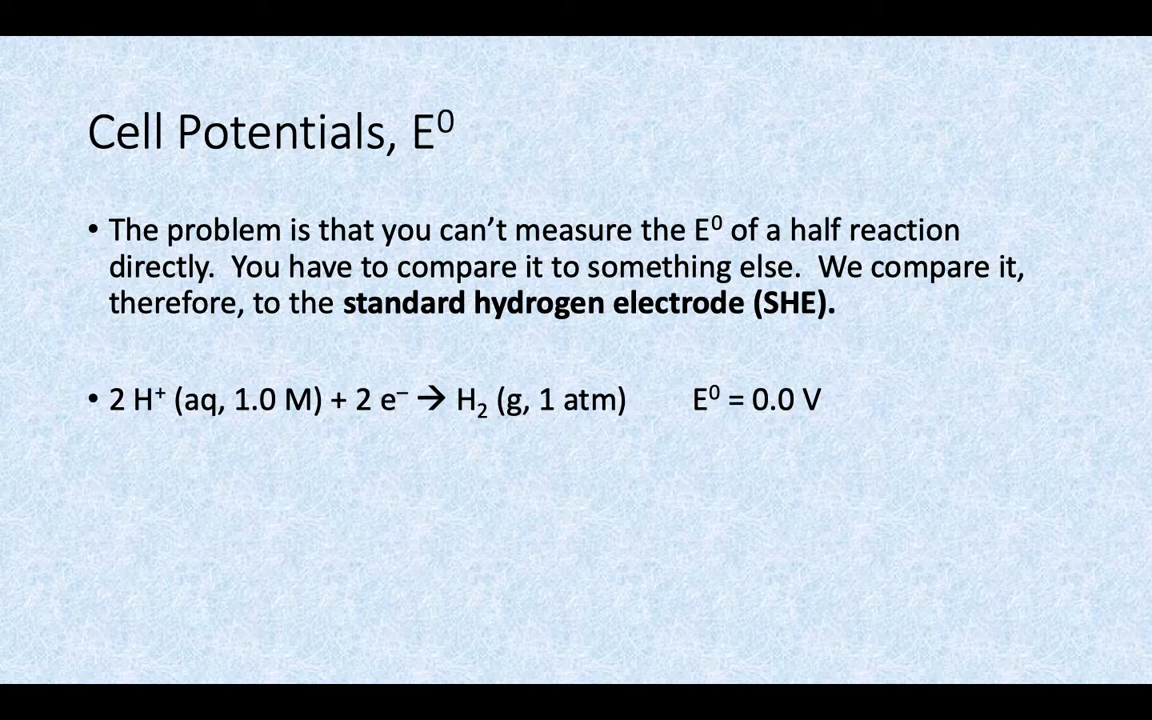 Cell Potentials, E⁰
• The problem is that you can’t measure the E⁰ of a half reaction
directly.  You have to compare it to something else.  We compare it,
therefore, to the standard hydrogen electrode (SHE).
• 2 H⁺ (aq, 1.0 M) + 2 e⁻ → H₂ (g, 1 atm)        E⁰ = 0.0 V